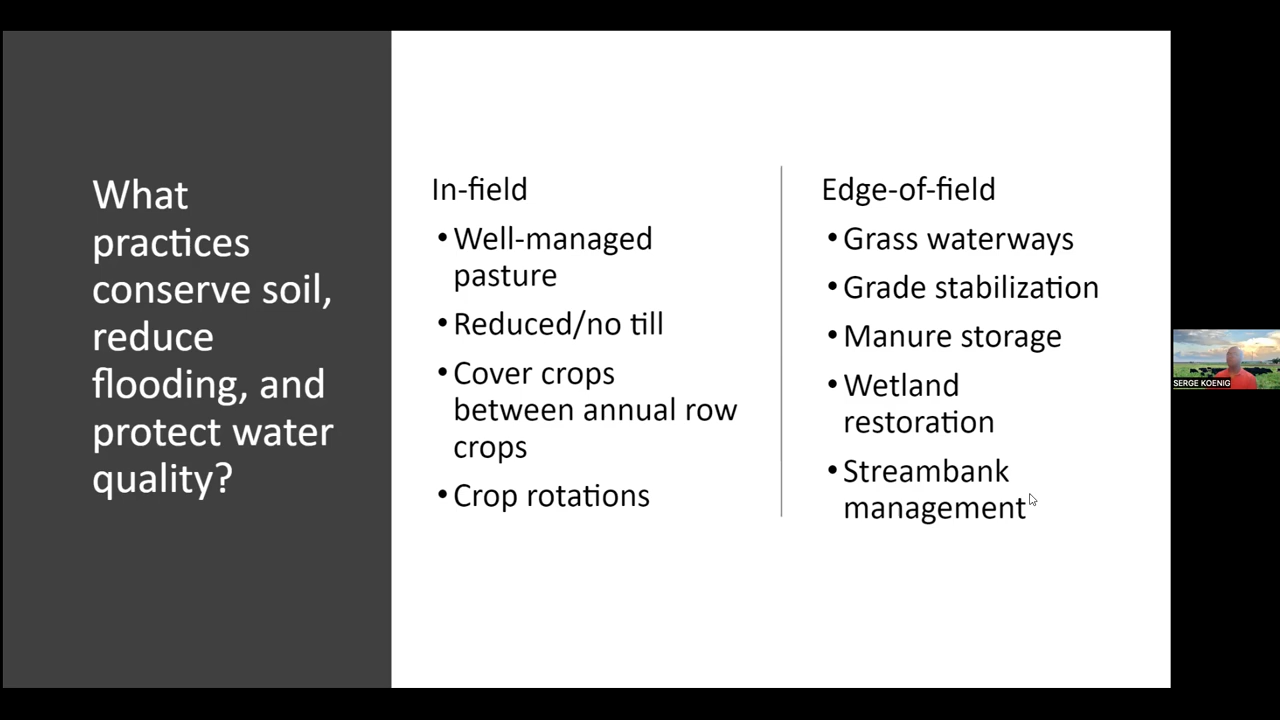 What
practices
conserve soil,
reduce
flooding, and
protect water
quality?
In-field
•Well-managed
pasture
•Reduced/no till
•Cover crops
between annual row
crops
•Crop rotations
Edge-of-field
•Grass waterways
•Grade stabilization
•Manure storage
•Wetland
restoration
•Streambank
management
SERGE KOENIG